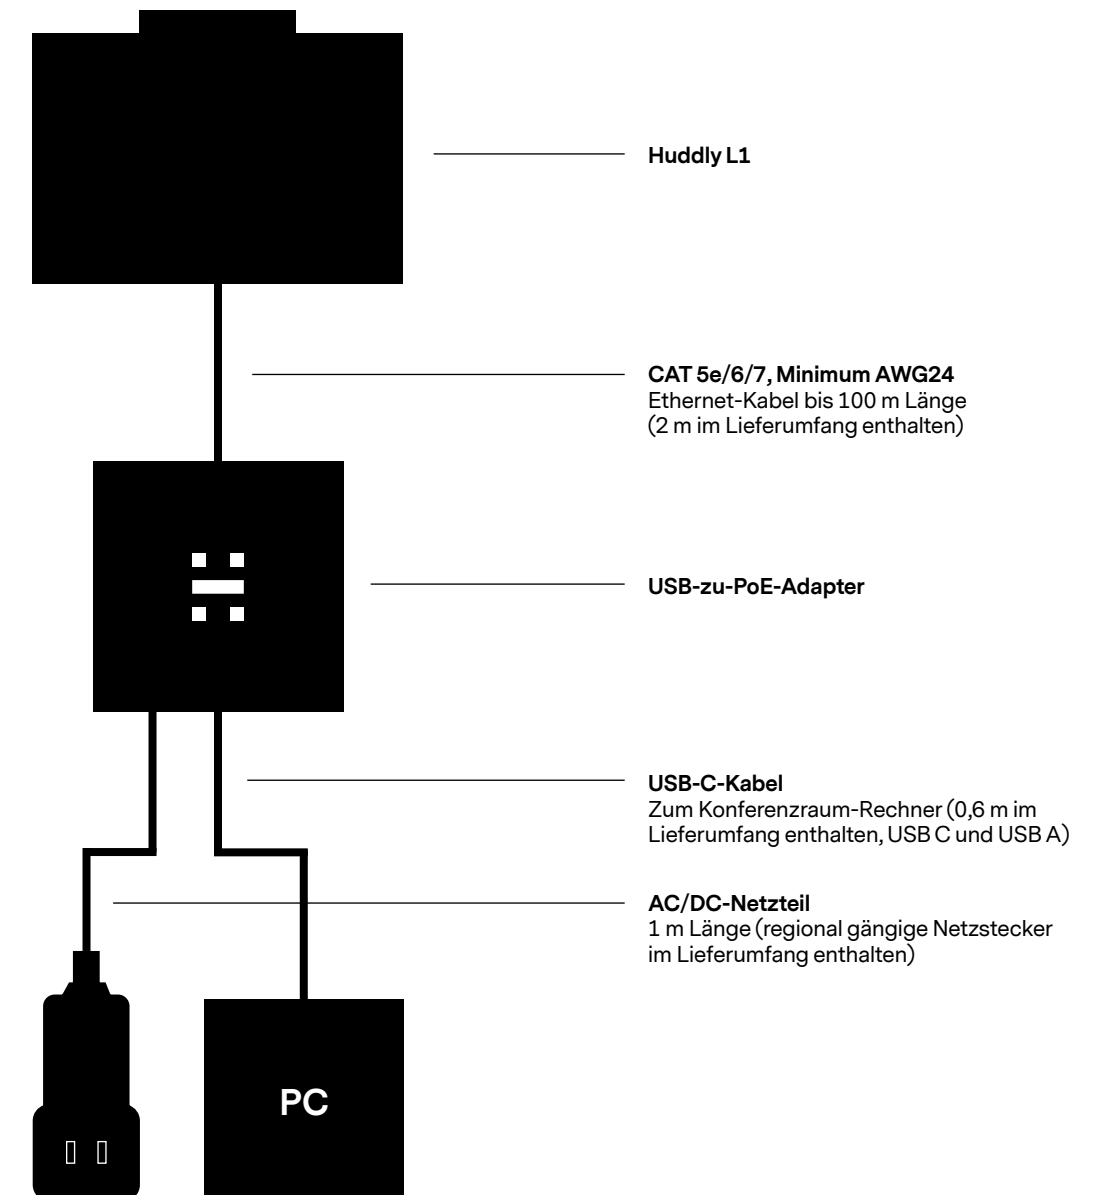 Huddly L1
CAT 5e/6/7, Minimum AWG24
Ethernet-Kabel bis 100 m Länge
(2 m im Lieferumfang enthalten)
USB-zu-PoE-Adapter
USB-C-Kabel
Zum Konferenzraum-Rechner (0,6 m im
Lieferumfang enthalten, USB C und USB A)
AC/DC-Netzteil
1 m Länge (regional gängige Netzstecker
im Lieferumfang enthalten)
PC